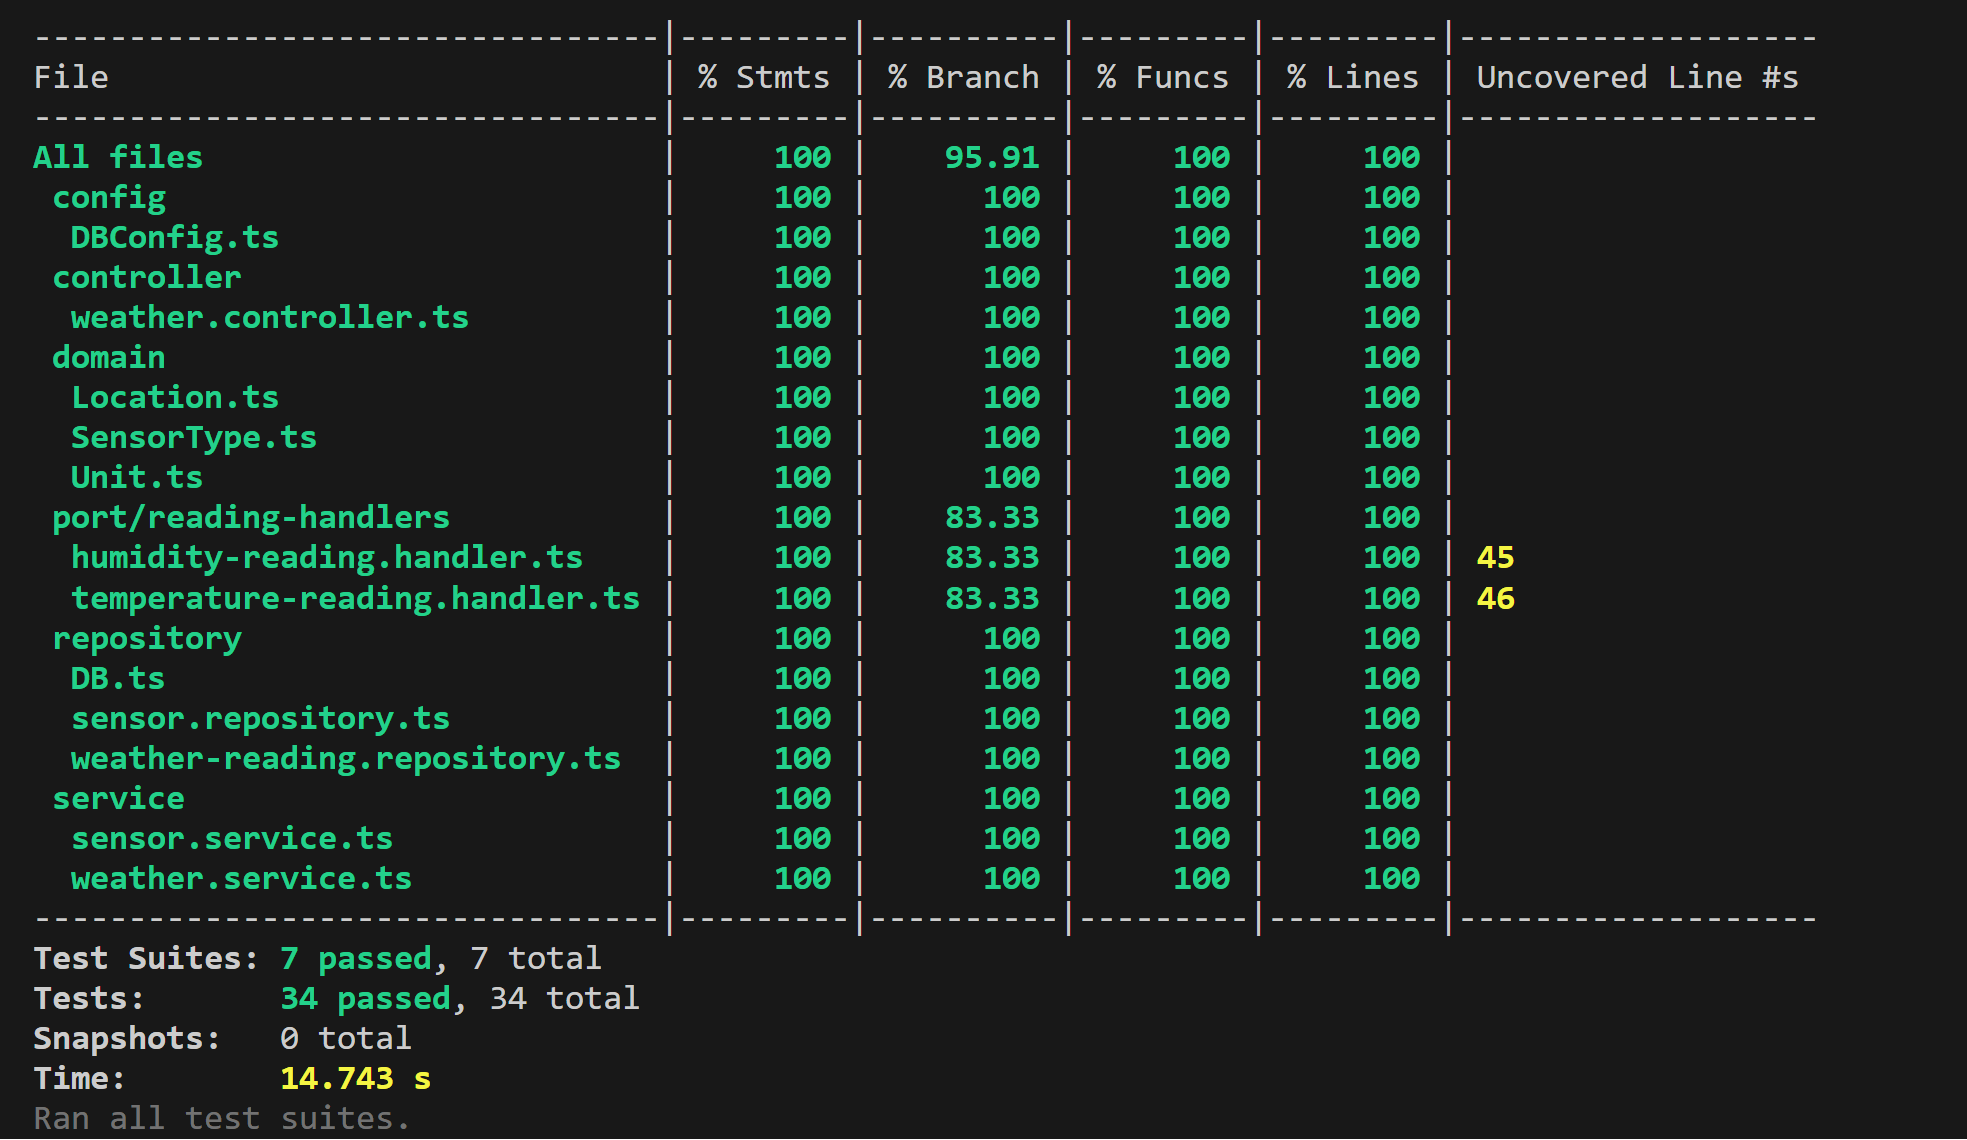 ---------------------------------|---------|----------|---------|---------|-------------------
File                             | % Stmts | % Branch | % Funcs | % Lines | Uncovered Line #s
---------------------------------|---------|----------|---------|---------|-------------------
All files                        |     100 |    95.91 |     100 |     100 |
 config                          |     100 |      100 |     100 |     100 |
  DBConfig.ts                    |     100 |      100 |     100 |     100 |
 controller                      |     100 |      100 |     100 |     100 |
  weather.controller.ts          |     100 |      100 |     100 |     100 |
 domain                          |     100 |      100 |     100 |     100 |
  Location.ts                    |     100 |      100 |     100 |     100 |
  SensorType.ts                  |     100 |      100 |     100 |     100 |
  Unit.ts                        |     100 |      100 |     100 |     100 |
 port/reading-handlers           |     100 |    83.33 |     100 |     100 |
  humidity-reading.handler.ts    |     100 |    83.33 |     100 |     100 | 45
  temperature-reading.handler.ts |     100 |    83.33 |     100 |     100 | 46
 repository                      |     100 |      100 |     100 |     100 |
  DB.ts                          |     100 |      100 |     100 |     100 |
  sensor.repository.ts           |     100 |      100 |     100 |     100 |
  weather-reading.repository.ts  |     100 |      100 |     100 |     100 |
 service                         |     100 |      100 |     100 |     100 |
  sensor.service.ts              |     100 |      100 |     100 |     100 |
  weather.service.ts             |     100 |      100 |     100 |     100 |
---------------------------------|---------|----------|---------|---------|-------------------
Test Suites: 7 passed, 7 total
Tests:       34 passed, 34 total
Snapshots:   0 total
Time:        14.743 s
Ran all test suites.